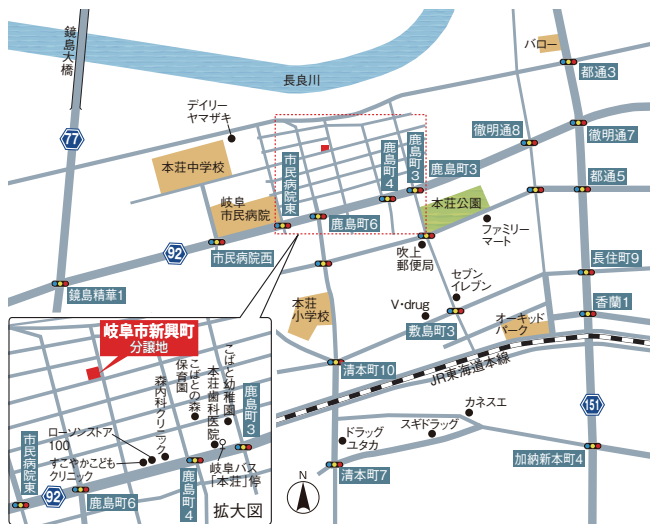 鏡島大橋
長良川
バロー
都通3
デイリー
ヤマザキ
77
徹明通8
徹明通7
本荘中学校
市民病院東
鹿島町4
鹿島町3
鹿島町3
都通5
岐阜
市民病院
本荘公園
鹿島町6
ファミリー
マート
92
市民病院西
吹上
郵便局
長住町9
鏡島精華1
セブン
イレブン
本荘
小学校
V・drug
香蘭1
敷島町3
オーキッド
パーク
清本町10
JR東海道本線
151
カネスエ
ドラッグ
ユタカ
スギドラッグ
加納新本町4
清本町7
N
岐阜市新興町
分譲地
こばと幼稚園
本荘歯科医院
こばとの森
保育園
森内科クリニック
鹿島町3
ローソンストア
100
すこやかこども
クリニック
市民病院東
92
鹿島町6
鹿島町4
岐阜バス
「本荘」停
拡大図